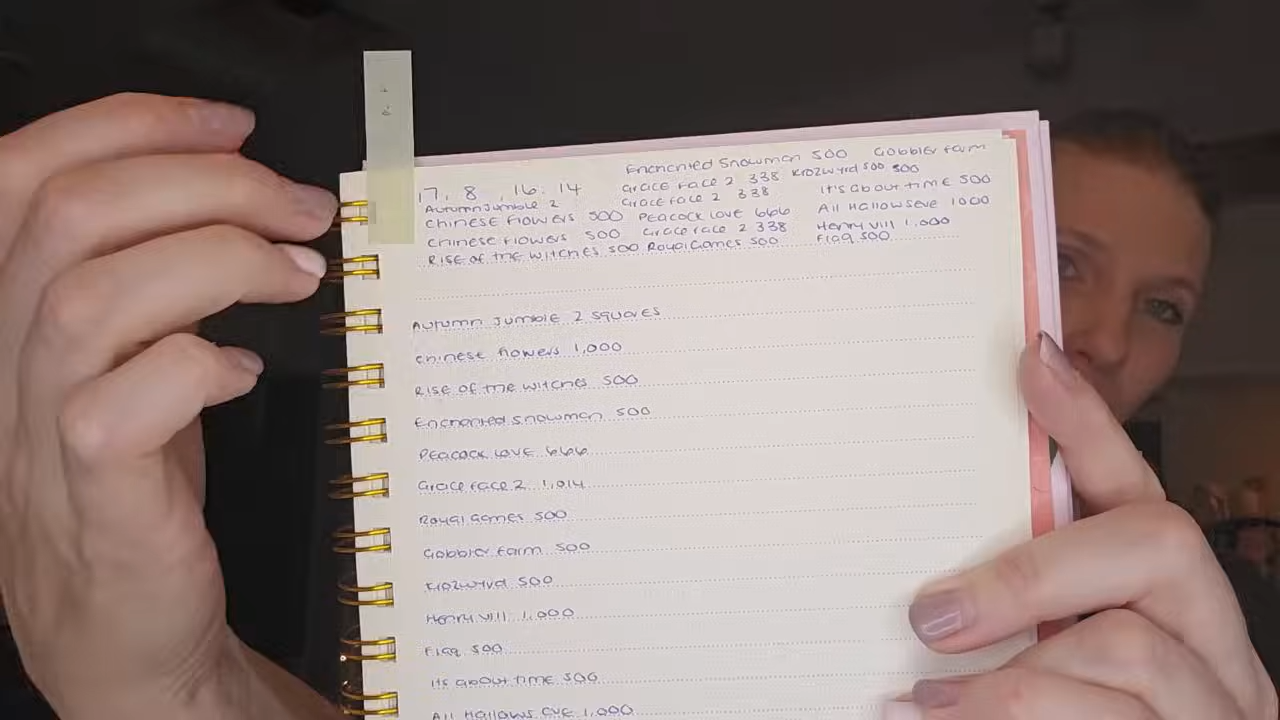 Enchanted Snowman 500 Gobbler farm
17. 8. 16: 14 Grace Face 2 338 Krozwyrd 500 500
Autumn Jumble 2 Grace Face 2 338 It's about time 500
Chinese Flowers 500 Peacock Love 666 All Hallows eve 1000
Chinese Flowers 500 Grace Face 2 338 Henry VIII 1.000
Rise of the witches 500 Royal Games 500 Flag 500
Autumn Jumble 2 squares
Chinese flowers 1,000
Rise of the witches 500
Enchanted snowman 500
Peacock Love 666
Grace Face 2 1,014
Royal Games 500
Gobbler farm 500
Krozwyrd 500
Henry VIII 1,000
Flag 500
Its about time 500
All Hallows eve 1,000